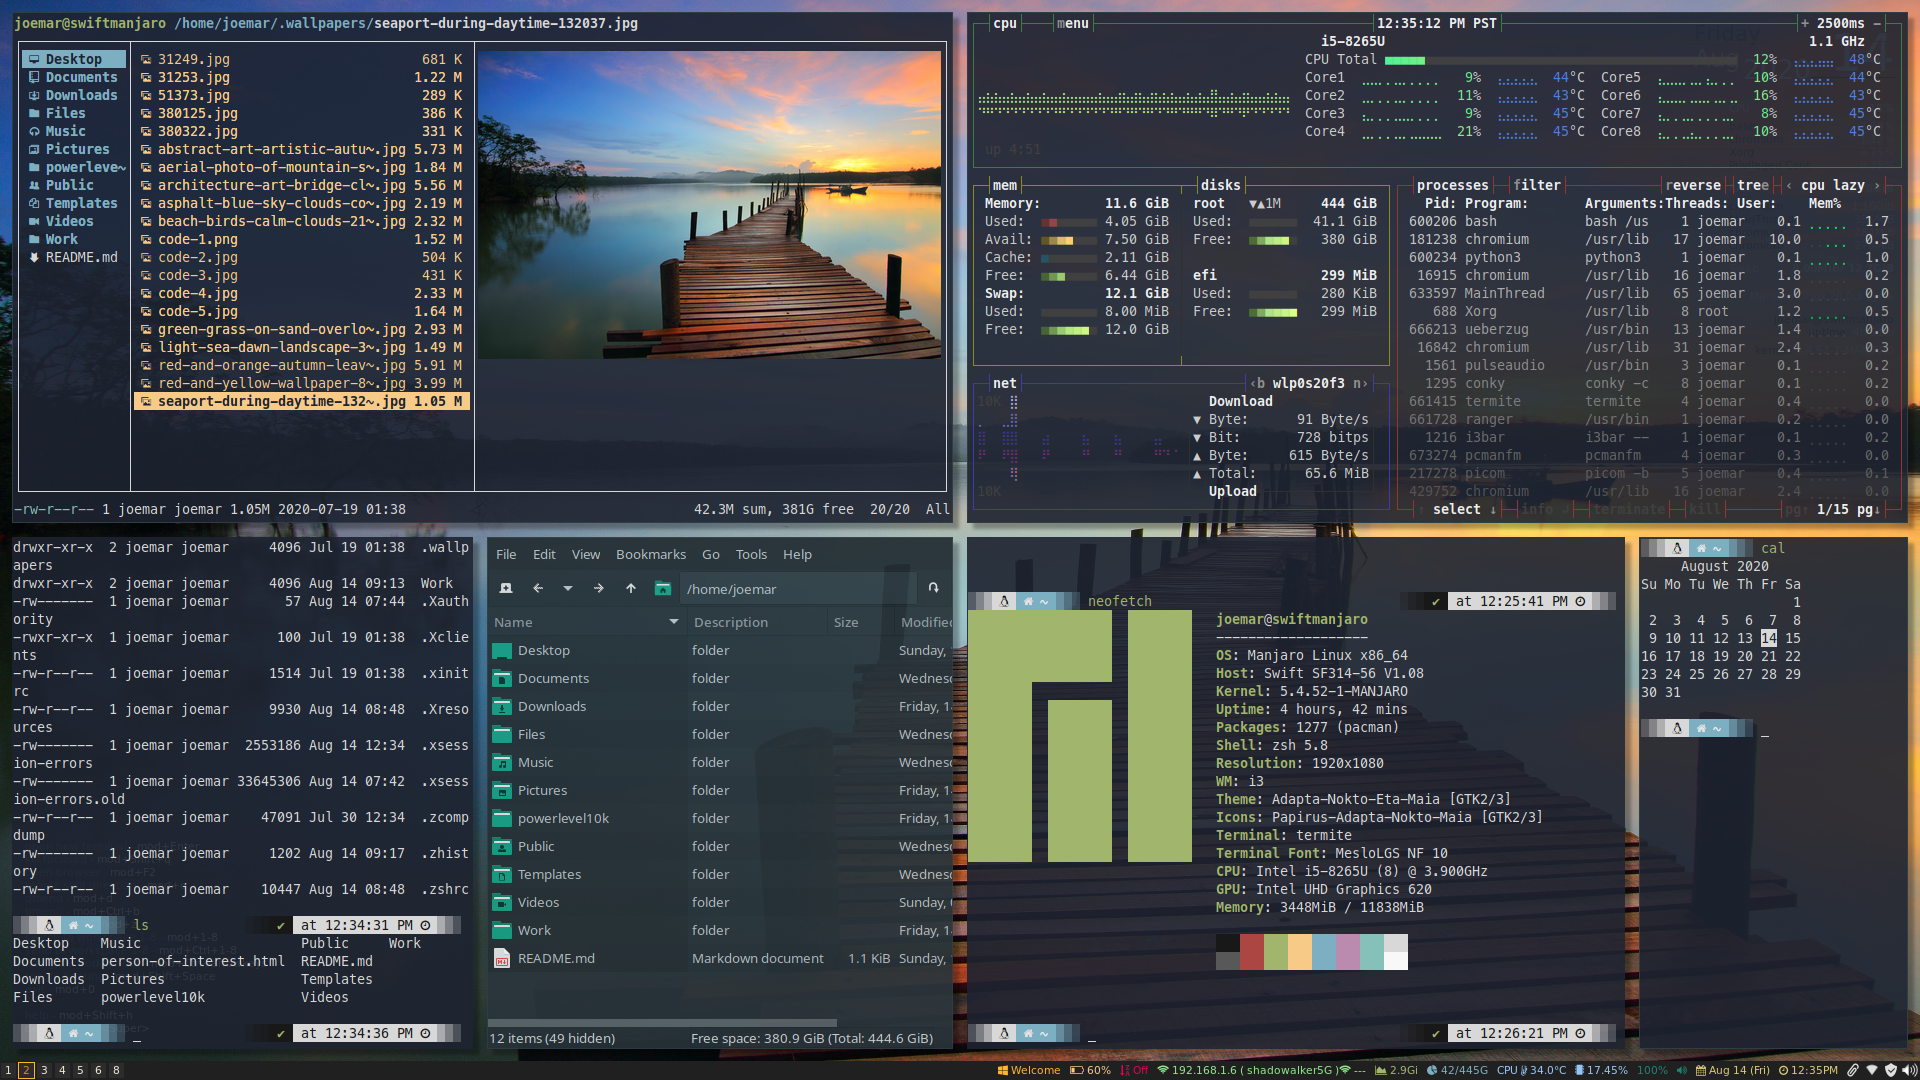 joemar@swiftmanjaro /home/joemar/.wallpapers/seaport-during-daytime-132037.jpg
Desktop
Documents
Downloads
Files
Music
Pictures
powerleve~
Public
Templates
Videos
Work
README.md
31249.jpg 681 K
31253.jpg 1.22 M
51373.jpg 289 K
380125.jpg 386 K
380322.jpg 331 K
abstract-art-artistic-autu~.jpg 5.73 M
aerial-photo-of-mountain-s~.jpg 1.84 M
architecture-art-bridge-cl~.jpg 5.56 M
asphalt-blue-sky-clouds-co~.jpg 2.19 M
beach-birds-calm-clouds-21~.jpg 2.32 M
code-1.png 1.52 M
code-2.jpg 504 K
code-3.jpg 431 K
code-4.jpg 2.33 M
code-5.jpg 1.64 M
green-grass-on-sand-overlo~.jpg 2.93 M
light-sea-dawn-landscape-3~.jpg 1.49 M
red-and-orange-autumn-leav~.jpg 5.91 M
red-and-yellow-wallpaper-8~.jpg 3.99 M
seaport-during-daytime-132~.jpg 1.05 M
-rw-r--r-- 1 joemar joemar 1.05M 2020-07-19 01:38 42.3M sum, 381G free 20/20 All
cpu menu 12:35:12 PM PST + 2500ms -
i5-8265U 1.1 GHz
CPU Total 12% 48°C
Core1 9% 44°C Core5 10% 44°C
Core2 11% 43°C Core6 16% 43°C
Core3 9% 45°C Core7 8% 45°C
Core4 21% 45°C Core8 10% 45°C
up 4:51
mem disks
Memory: 11.6 GiB root ▼▲1M 444 GiB
Used: 4.05 GiB Used: 41.1 GiB
Avail: 7.50 GiB Free: 380 GiB
Cache: 2.11 GiB
Free: 6.44 GiB efi 299 MiB
Swap: 12.1 GiB Used: 280 KiB
Used: 8.00 MiB Free: 299 MiB
Free: 12.0 GiB
net ‹b wlp0s20f3 n›
10K Download
▼ Byte: 91 Byte/s
▼ Bit: 728 bitps
▲ Byte: 615 Byte/s
▲ Total: 65.6 MiB
10K Upload
processes filter reverse tree ‹ cpu lazy ›
Pid: Program: Arguments: Threads: User: Mem%
600206 bash bash /us 1 joemar 0.1 1.7
181238 chromium /usr/lib 17 joemar 10.0 0.5
600234 python3 python3 1 joemar 0.1 1.0
16915 chromium /usr/lib 16 joemar 1.8 0.2
633597 MainThread /usr/lib 65 joemar 3.0 0.0
688 Xorg /usr/lib 8 root 1.2 0.5
666213 ueberzug /usr/bin 13 joemar 1.4 0.0
16842 chromium /usr/lib 31 joemar 2.4 0.3
1561 pulseaudio /usr/bin 3 joemar 0.1 0.2
1295 conky conky -c 8 joemar 0.1 0.2
661415 termite termite 4 joemar 0.4 0.0
661728 ranger /usr/bin 1 joemar 0.2 0.0
1216 i3bar i3bar -- 1 joemar 0.1 0.2
673274 pcmanfm pcmanfm 4 joemar 0.3 0.0
217278 picom picom -b 5 joemar 0.4 0.1
429752 chromium /usr/lib 16 joemar 2.4 0.0
↑ select ↓ info terminate kill pg↑ 1/15 pg↓
drwxr-xr-x 2 joemar joemar 4096 Jul 19 01:38 .wallp
apers
drwxr-xr-x 2 joemar joemar 4096 Aug 14 09:13 Work
-rw------- 1 joemar joemar 57 Aug 14 07:44 .Xauth
ority
-rwxr-xr-x 1 joemar joemar 100 Jul 19 01:38 .Xclie
nts
-rw-r--r-- 1 joemar joemar 1514 Jul 19 01:38 .xinit
rc
-rw-r--r-- 1 joemar joemar 9930 Aug 14 08:48 .Xreso
urces
-rw------- 1 joemar joemar 2553186 Aug 14 12:34 .xsess
ion-errors
-rw------- 1 joemar joemar 33645306 Aug 14 07:42 .xsess
ion-errors.old
-rw-r--r-- 1 joemar joemar 47091 Jul 30 12:34 .zcomp
dump
-rw------- 1 joemar joemar 1202 Aug 14 09:17 .zhist
ory
-rw-r--r-- 1 joemar joemar 10447 Aug 14 08:48 .zshrc
~ ls ✔ at 12:34:31 PM
Desktop Music Public Work
Documents person-of-interest.html README.md
Downloads Pictures Templates
Files powerlevel10k Videos
~ _ ✔ at 12:34:36 PM
File Edit View Bookmarks Go Tools Help
/home/joemar
Name Description Size Modified
Desktop folder Sunday,
Documents folder Wednesd
Downloads folder Friday, 1
Files folder Wednesd
Music folder Wednesd
Pictures folder Friday, 1
powerlevel10k folder Friday, 1
Public folder Wednesd
Templates folder Wednesd
Videos folder Sunday,
Work folder Friday, 1
README.md Markdown document 1.1 KiB Sunday,
12 items (49 hidden) Free space: 380.9 GiB (Total: 444.6 GiB)
~ neofetch ✔ at 12:25:41 PM
joemar@swiftmanjaro
-------------------
OS: Manjaro Linux x86_64
Host: Swift SF314-56 V1.08
Kernel: 5.4.52-1-MANJARO
Uptime: 4 hours, 42 mins
Packages: 1277 (pacman)
Shell: zsh 5.8
Resolution: 1920x1080
WM: i3
Theme: Adapta-Nokto-Eta-Maia [GTK2/3]
Icons: Papirus-Adapta-Nokto-Maia [GTK2/3]
Terminal: termite
Terminal Font: MesloLGS NF 10
CPU: Intel i5-8265U (8) @ 3.900GHz
GPU: Intel UHD Graphics 620
Memory: 3448MiB / 11838MiB
~ _ ✔ at 12:26:21 PM
~ cal
August 2020
Su Mo Tu We Th Fr Sa
1
2 3 4 5 6 7 8
9 10 11 12 13 14 15
16 17 18 19 20 21 22
23 24 25 26 27 28 29
30 31
~ _
1 2 3 4 5 6 8 Welcome 60% Off 192.168.1.6 ( shadowalker5G ) --- 2.9Gi 42/445G CPU 34.0°C 17.45% 100% Aug 14 (Fri) 12:35PM